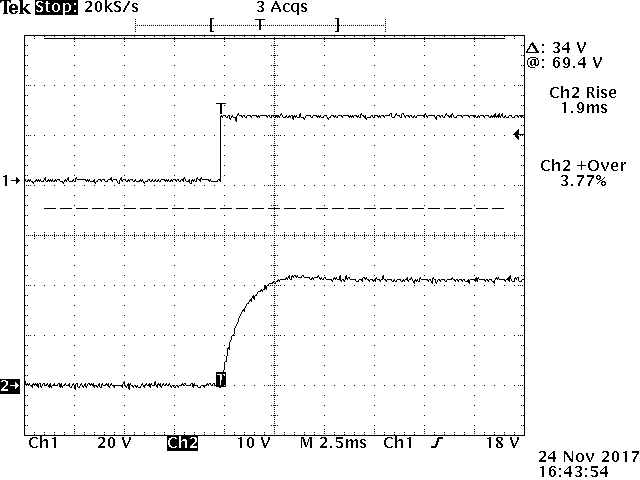 Tek Stop: 20kS/s 3 Acqs
[ T ]
Δ: 34 V
@: 69.4 V
Ch2 Rise
1.9ms
T
1→
Ch2 +Over
3.77%
T
2→
Ch1 20 V Ch2 10 V M 2.5ms Ch1 18 V
24 Nov 2017
16:43:54